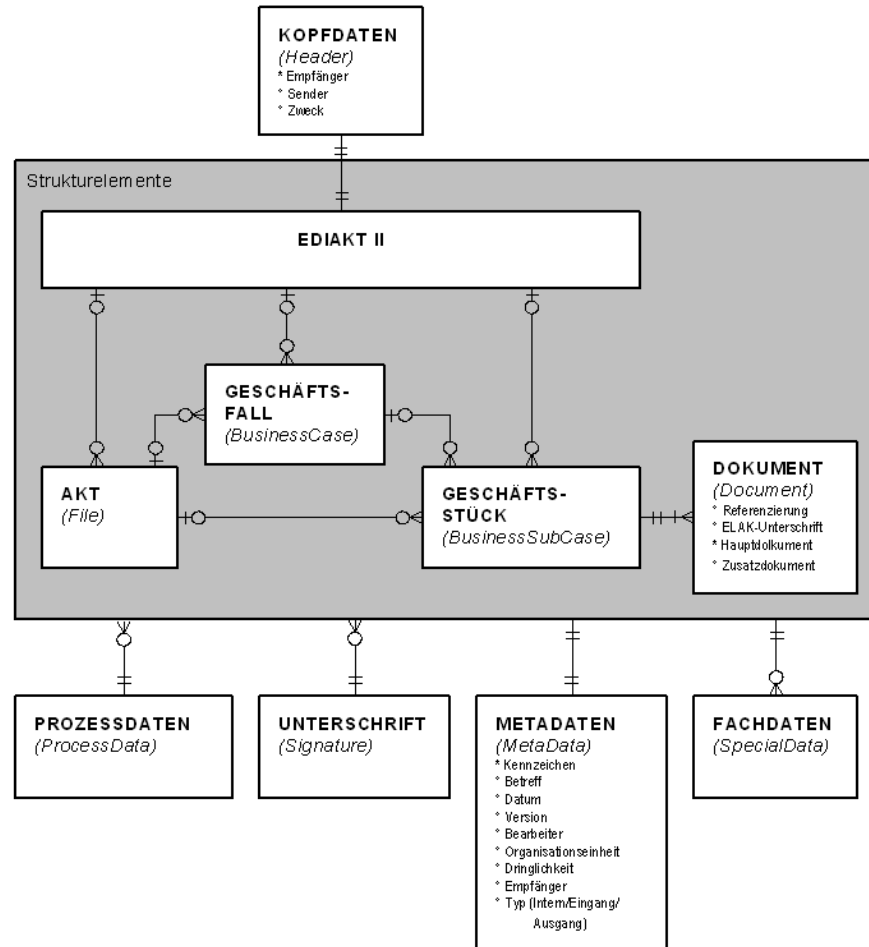 KOPFDATEN
(Header)
* Empfänger
° Sender
° Zweck
Strukturelemente
EDIAKT II
GESCHÄFTS-
FALL
(BusinessCase)
AKT
(File)
GESCHÄFTS-
STÜCK
(BusinessSubCase)
DOKUMENT
(Document)
° Referenzierung
° ELAK-Unterschrift
* Hauptdolkument
° Zusatzdokument
PROZESSDATEN
(ProcessData)
UNTERSCHRIFT
(Signature)
METADATEN
(MetaData)
* Kennzeichen
° Betreff
° Datum
° Version
° Bearbeiter
° Organisationseinheit
° Dringlichkeit
° Empfänger
° Typ (Intern/Eingang/
Ausgang)
FACHDATEN
(SpecialData)